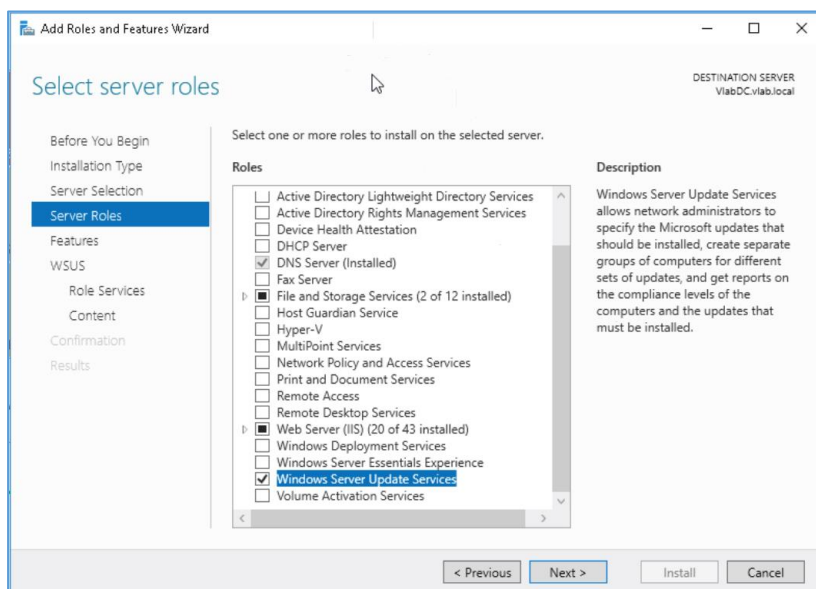 Add Roles and Features Wizard
Select server roles
DESTINATION SERVER
VlabDC.vlab.local
Before You Begin
Installation Type
Server Selection
Server Roles
Features
WSUS
Role Services
Content
Confirmation
Results
Select one or more roles to install on the selected server.
Roles
Active Directory Lightweight Directory Services
Active Directory Rights Management Services
Device Health Attestation
DHCP Server
DNS Server (Installed)
Fax Server
File and Storage Services (2 of 12 installed)
Host Guardian Service
Hyper-V
MultiPoint Services
Network Policy and Access Services
Print and Document Services
Remote Access
Remote Desktop Services
Web Server (IIS) (20 of 43 installed)
Windows Deployment Services
Windows Server Essentials Experience
Windows Server Update Services
Volume Activation Services
Description
Windows Server Update Services
allows network administrators to
specify the Microsoft updates that
should be installed, create separate
groups of computers for different
sets of updates, and get reports on
the compliance levels of the
computers and the updates that
must be installed.
< Previous
Next >
Install
Cancel